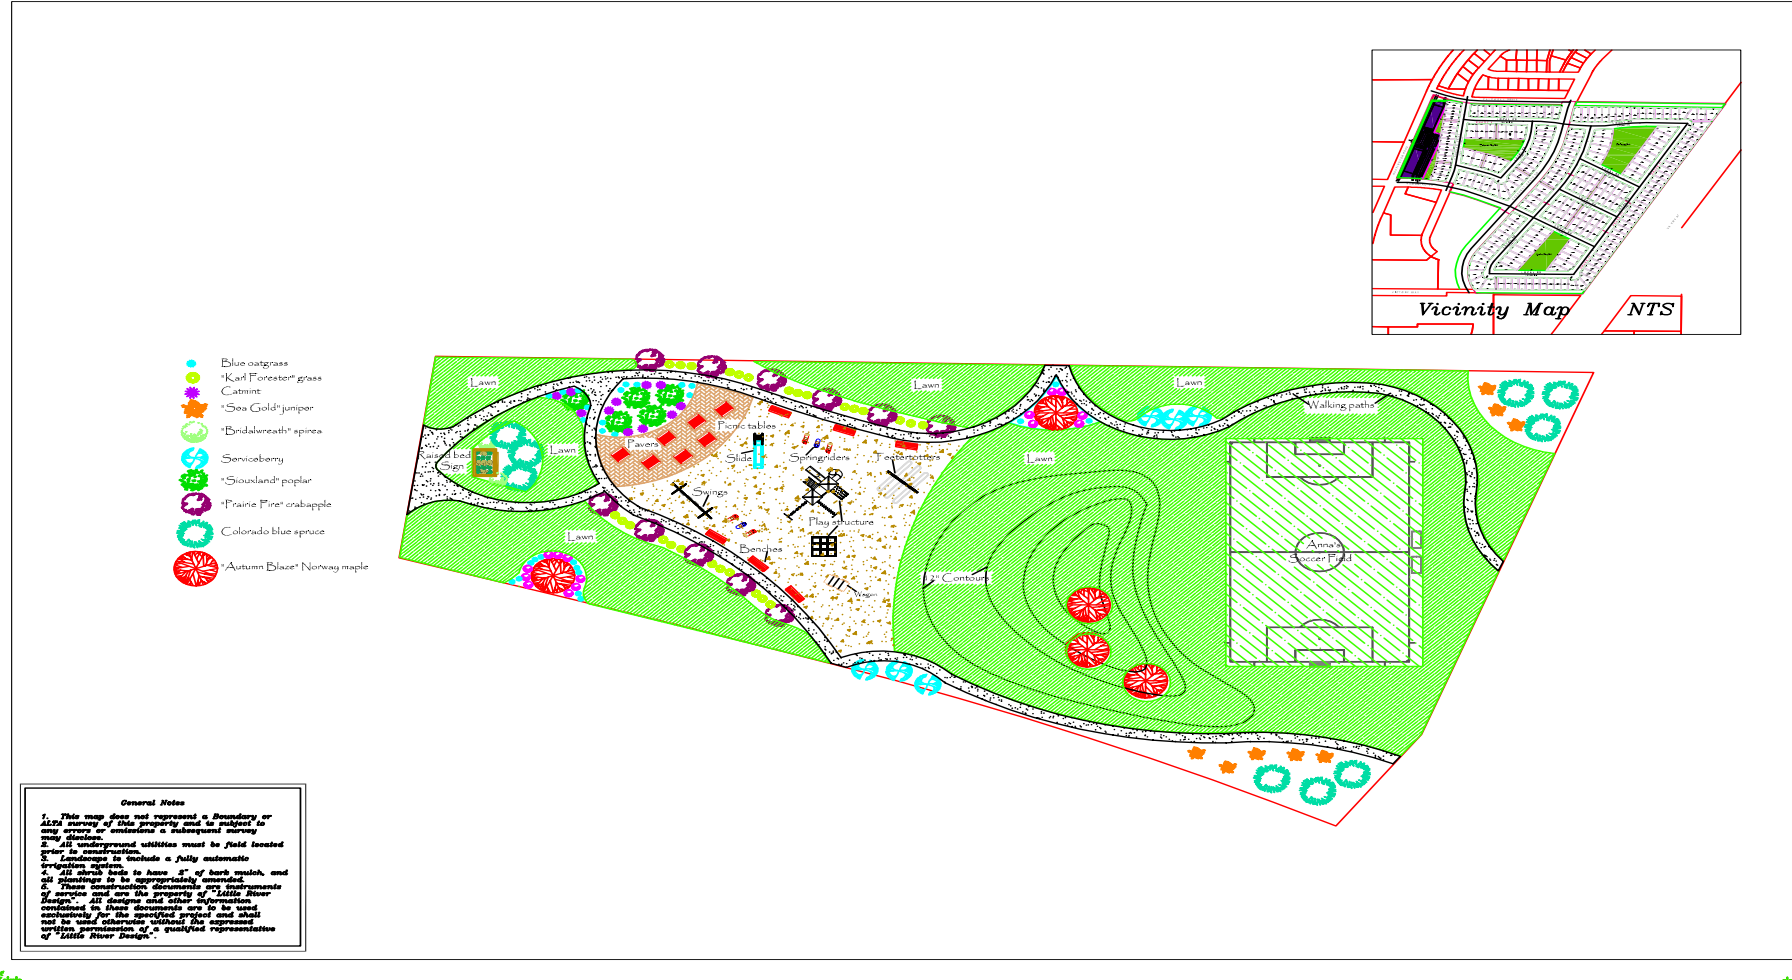 Vicinity Map
NTS
Blue oatgrass
"Karl Forester" grass
Catmint
"Sea Gold" juniper
"Bridalwreath" spirea
Serviceberry
"Siouxland" poplar
"Prairie Fire" crabapple
Colorado blue spruce
"Autumn Blaze" Norway maple
Lawn
Lawn
Lawn
Walking paths
Picnic tables
Pavers
Lawn
Raised bed
Sign
Slide
Springriders
Teetertotters
Lawn
Swings
Play structure
Lawn
Benches
Anna's
Soccer Field
12" Contours
Wagon
General Notes
1. This map does not represent a Boundary or
ALTA survey of this property and is subject to
any errors or omissions a subsequent survey
may disclose.
2. All underground utilities must be field located
prior to construction.
3. Landscape to include a fully automatic
irrigation system.
4. All shrub beds to have 2" of bark mulch, and
all plantings to be appropriately amended.
5. These construction documents are instruments
of service and are the property of "Little River
Design". All designs and other information
contained in these documents are to be used
exclusively for the specified project and shall
not be used otherwise without the expressed
written permission of a qualified representative
of "Little River Design".